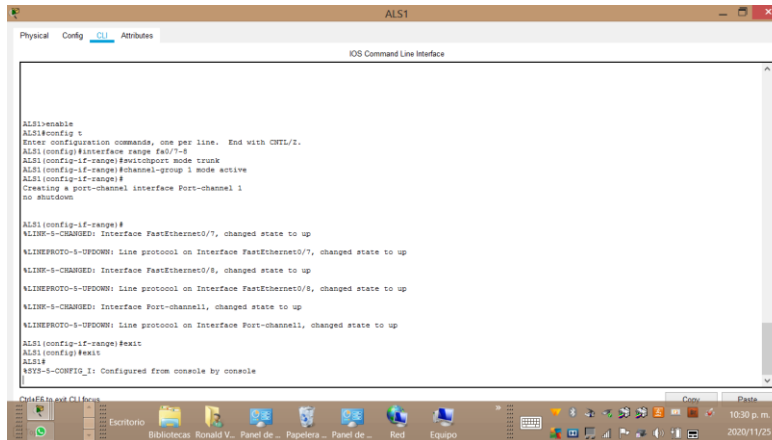 ALS1
Physical Config CLI Attributes
IOS Command Line Interface
ALS1>enable
ALS1#config t
Enter configuration commands, one per line. End with CNTL/Z.
ALS1(config)#interface range fa0/7-8
ALS1(config-if-range)#switchport mode trunk
ALS1(config-if-range)#channel-group 1 mode active
ALS1(config-if-range)#
Creating a port-channel interface Port-channel 1
no shutdown
ALS1(config-if-range)#
%LINK-5-CHANGED: Interface FastEthernet0/7, changed state to up
%LINEPROTO-5-UPDOWN: Line protocol on Interface FastEthernet0/7, changed state to up
%LINK-5-CHANGED: Interface FastEthernet0/8, changed state to up
%LINEPROTO-5-UPDOWN: Line protocol on Interface FastEthernet0/8, changed state to up
%LINK-5-CHANGED: Interface Port-channel1, changed state to up
%LINEPROTO-5-UPDOWN: Line protocol on Interface Port-channel1, changed state to up
ALS1(config-if-range)#exit
ALS1(config)#exit
ALS1#
%SYS-5-CONFIG_I: Configured from console by console
Ctrl+F6 to exit CLI focus
Copy Paste
Escritorio
Bibliotecas Ronald V... Panel de ... Papelera ... Panel de ... Red Equipo
10:30 p. m.
2020/11/25